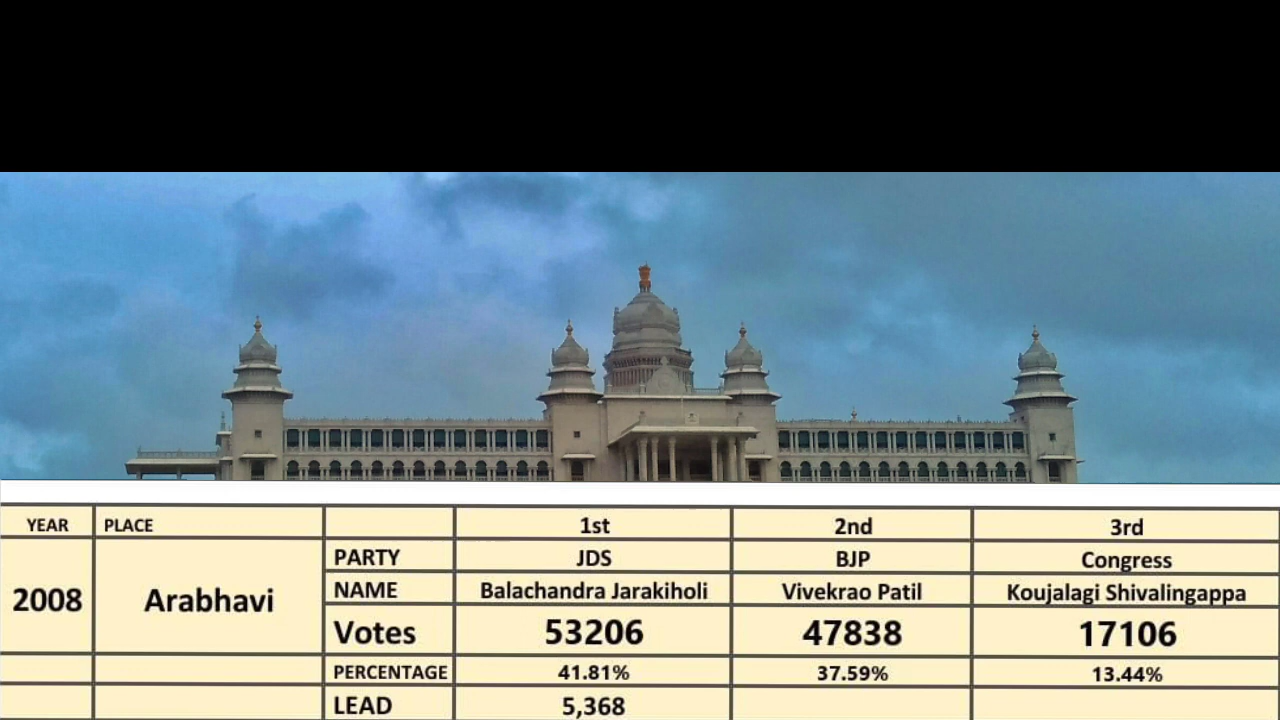 YEAR PLACE 1st 2nd 3rd
PARTY JDS BJP Congress
2008 Arabhavi NAME Balachandra Jarakiholi Vivekrao Patil Koujalagi Shivalingappa
Votes 53206 47838 17106
PERCENTAGE 41.81% 37.59% 13.44%
LEAD 5,368